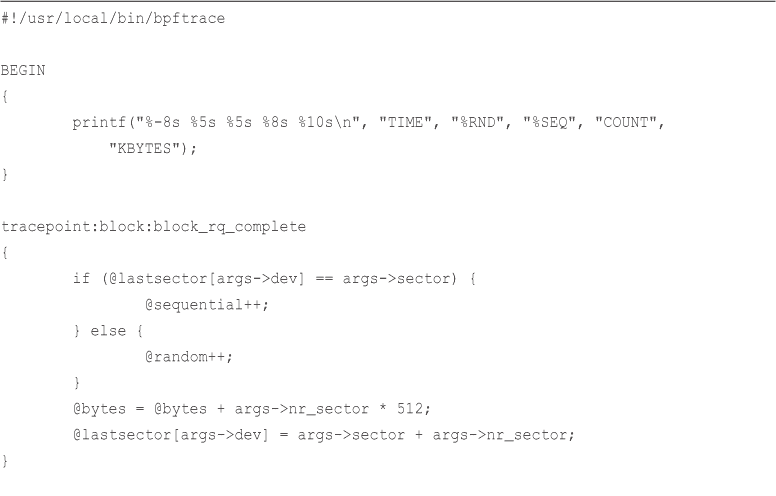 #!/usr/local/bin/bpftrace
BEGIN
{
printf("%-8s %5s %5s %8s %10s\n", "TIME", "%RND", "%SEQ", "COUNT",
"KBYTES");
}
tracepoint:block:block_rq_complete
{
if (@lastsector[args->dev] == args->sector) {
@sequential++;
} else {
@random++;
}
@bytes = @bytes + args->nr_sector * 512;
@lastsector[args->dev] = args->sector + args->nr_sector;
}